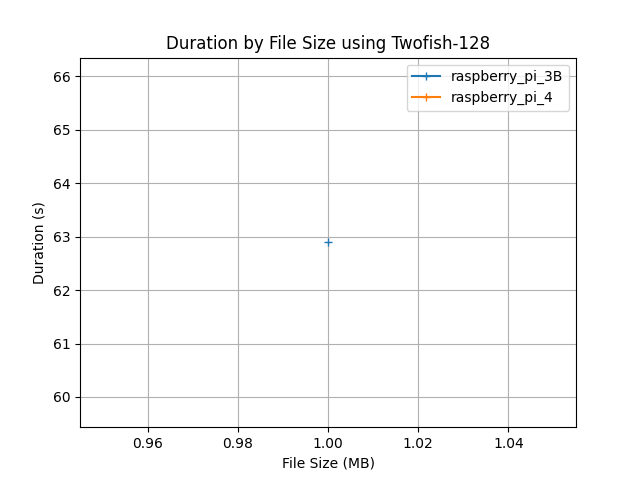 Duration by File Size using Twofish-128
raspberry_pi_3B
raspberry_pi_4
66
65
64
63
62
61
60
Duration (s)
0.96 0.98 1.00 1.02 1.04
File Size (MB)